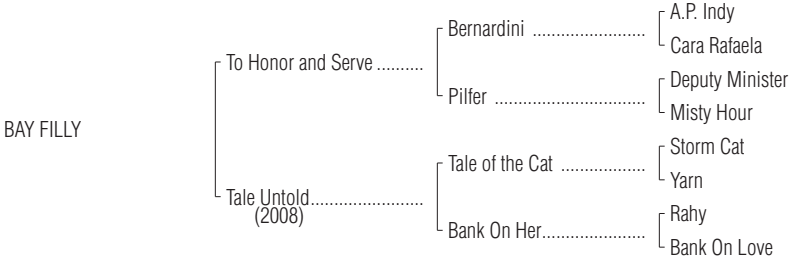 A.P. Indy
Bernardini ........................
Cara Rafaela
To Honor and Serve ..........
Deputy Minister
Pilfer ................................
Misty Hour
BAY FILLY
Storm Cat
Tale of the Cat ..................
Yarn
Tale Untold........................
(2008)
Rahy
Bank On Her......................
Bank On Love